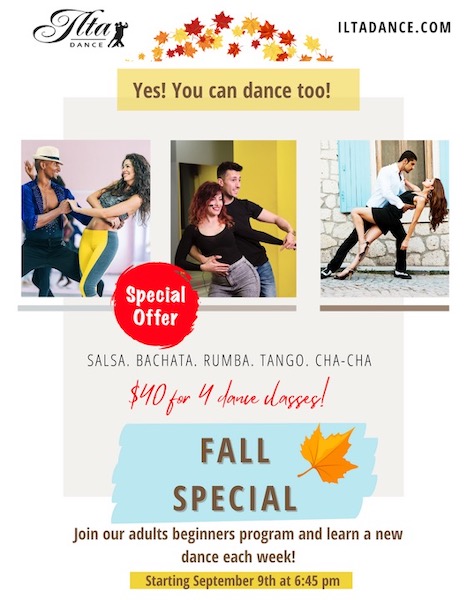 Ilta
DANCE
ILTADANCE.COM
Yes! You can dance too!
Special
Offer
SALSA. BACHATA. RUMBA. TANGO. CHA-CHA
$40 for 4 dance classes!
FALL
SPECIAL
Join our adults beginners program and learn a new
dance each week!
Starting September 9th at 6:45 pm